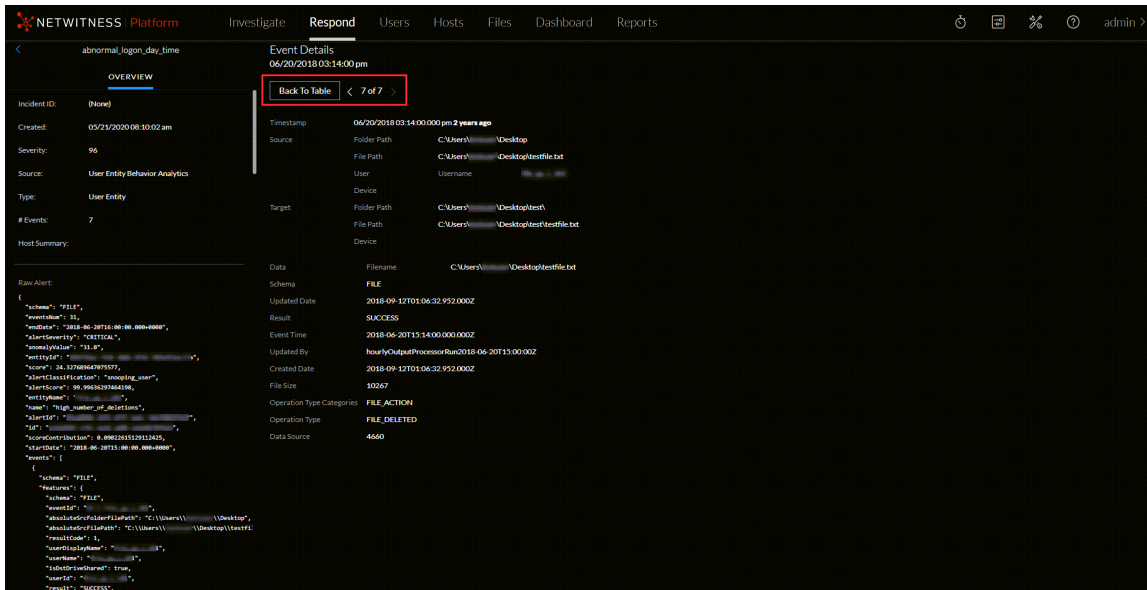 NETWITNESS Platform Investigate Respond Users Hosts Files Dashboard Reports admin >
abnormal_logon_day_time
OVERVIEW
Incident ID: (None)
Created: 05/21/2020 08:10:02 am
Severity: 96
Source: User Entity Behavior Analytics
Type: User Entity
# Events: 7
Host Summary:
Raw Alert:
{
"schema": "FILE",
"eventsNum": 31,
"endDate": "2018-06-20T16:00:00.000+0000",
"alertSeverity": "CRITICAL",
"anomalyValue": "31.0",
"entityId": "
"score": 24.327689647075577,
"alertClassification": "snooping_user",
"alertScore": 99.99636297464198,
"entityName": "
"name": "high_number_of_deletions",
"alertId": "
"id": "
"scoreContribution": 0.09022615129112425,
"startDate": "2018-06-20T15:00:00.000+0000",
"events": [
{
"schema": "FILE",
"features": {
"schema": "FILE",
"eventId": "
"absoluteSrcFolderFilePath": "C:\\Users\\ \\Desktop",
"absoluteSrcFilePath": "C:\\Users\\ \\Desktop\\testfi
"resultCode": 1,
"userDisplayName": "
"userName": "
"isDstDriveShared": true,
"userId": "
"result": "SUCCESS",
Event Details
06/20/2018 03:14:00 pm
Back To Table < 7 of 7 >
Timestamp 06/20/2018 03:14:00.000 pm 2 years ago
Source Folder Path C:\Users\ \Desktop
File Path C:\Users\ \Desktop\testfile.txt
User Username
Device
Target Folder Path C:\Users\ \Desktop\test\
File Path C:\Users\ \Desktop\test\testfile.txt
Device
Data Filename C:\Users\ \Desktop\testfile.txt
Schema FILE
Updated Date 2018-09-12T01:06:32.952.000Z
Result SUCCESS
Event Time 2018-06-20T15:14:00.000.000Z
Updated By hourlyOutputProcessorRun2018-06-20T15:00:00Z
Created Date 2018-09-12T01:06:32.952.000Z
File Size 10267
Operation Type Categories FILE_ACTION
Operation Type FILE_DELETED
Data Source 4660